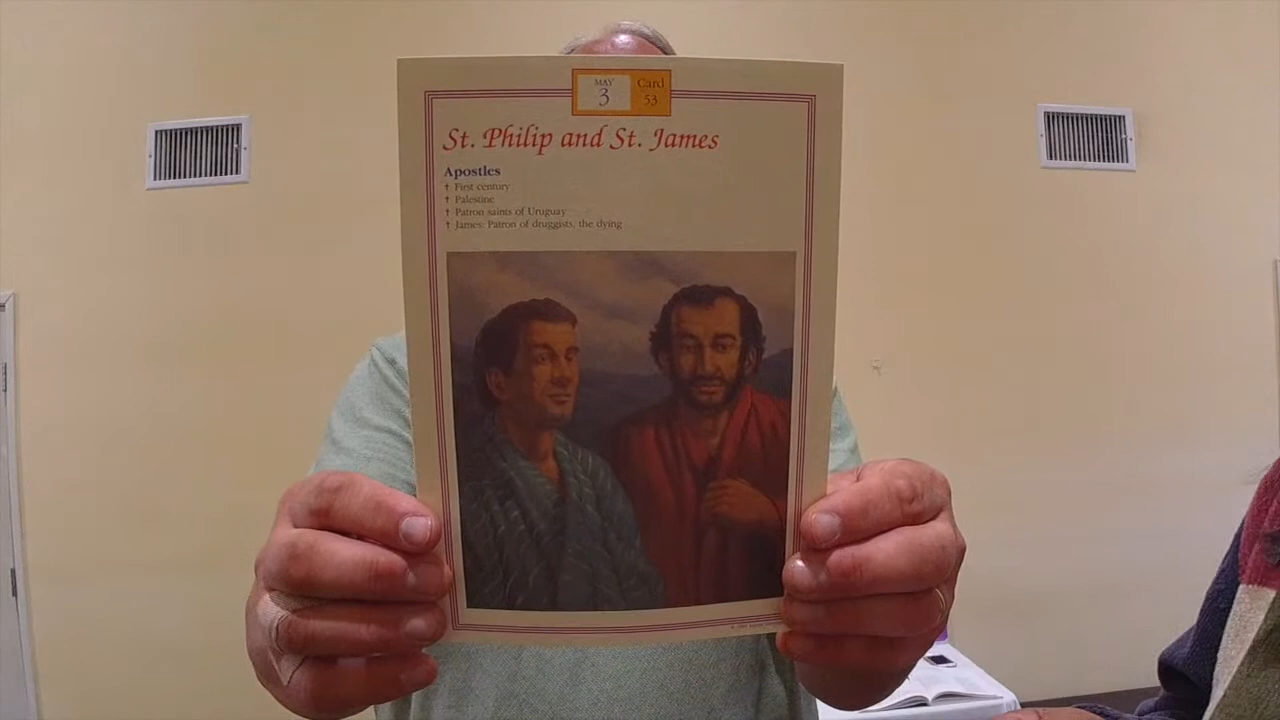 MAY
3
Card
53
St. Philip and St. James
Apostles
† First century
† Palestine
† Patron saints of Uruguay
† James: Patron of druggists, the dying